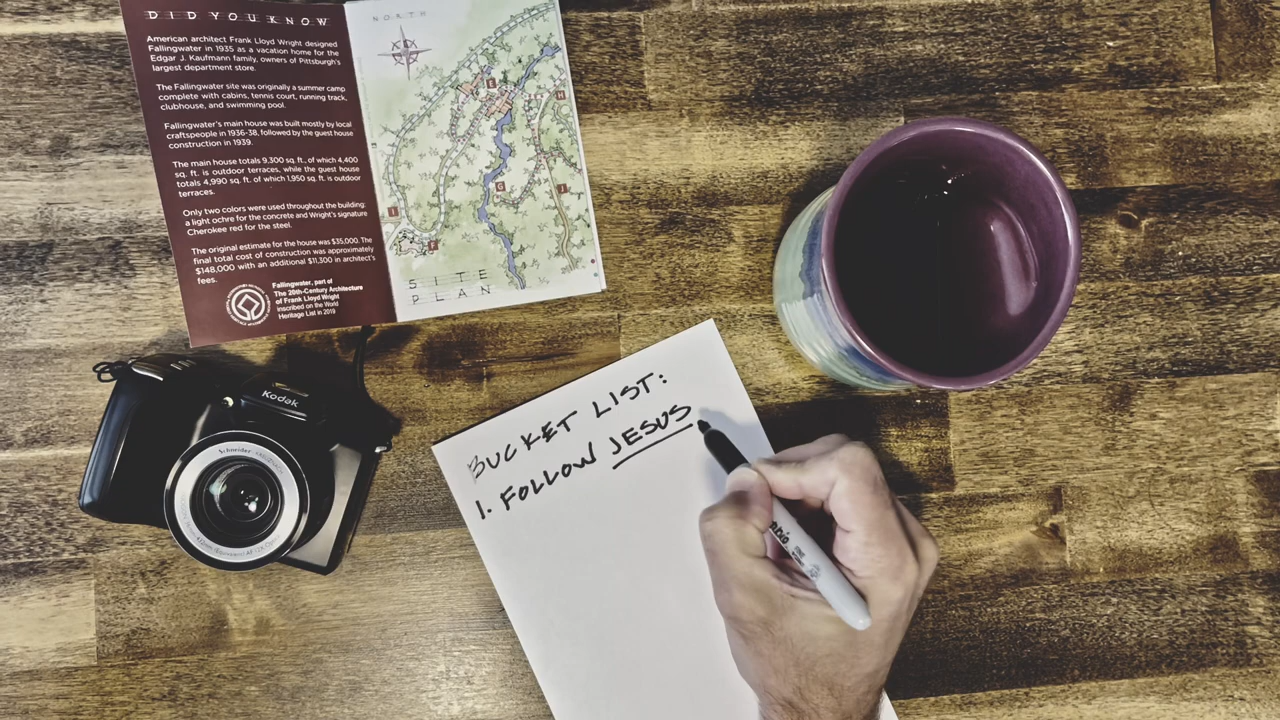 DID YOU KNOW
American architect Frank Lloyd Wright designed
Fallingwater in 1935 as a vacation home for the
Edgar J. Kaufmann family, owners of Pittsburgh's
largest department store.
The Fallingwater site was originally a summer camp
complete with cabins, tennis court, running track,
clubhouse, and swimming pool.
Fallingwater's main house was built mostly by local
craftspeople in 1936-38, followed by the guest house
construction in 1939.
The main house totals 9,300 sq. ft., of which 4,400
sq. ft. is outdoor terraces, while the guest house
totals 4,990 sq. ft. of which 1,950 sq. ft. is outdoor
terraces.
Only two colors were used throughout the building:
a light ochre for the concrete and Wright's signature
Cherokee red for the steel.
The original estimate for the house was $35,000. The
final total cost of construction was approximately
$148,000 with an additional $11,300 in architect's
fees.
Fallingwater, part of
The 20th-Century Architecture
of Frank Lloyd Wright
inscribed on the World
Heritage List in 2019
NORTH
E
H
G
J
I
F
SITE
PLAN
Kodak
Schneider
BUCKET LIST:
1. FOLLOW JESUS